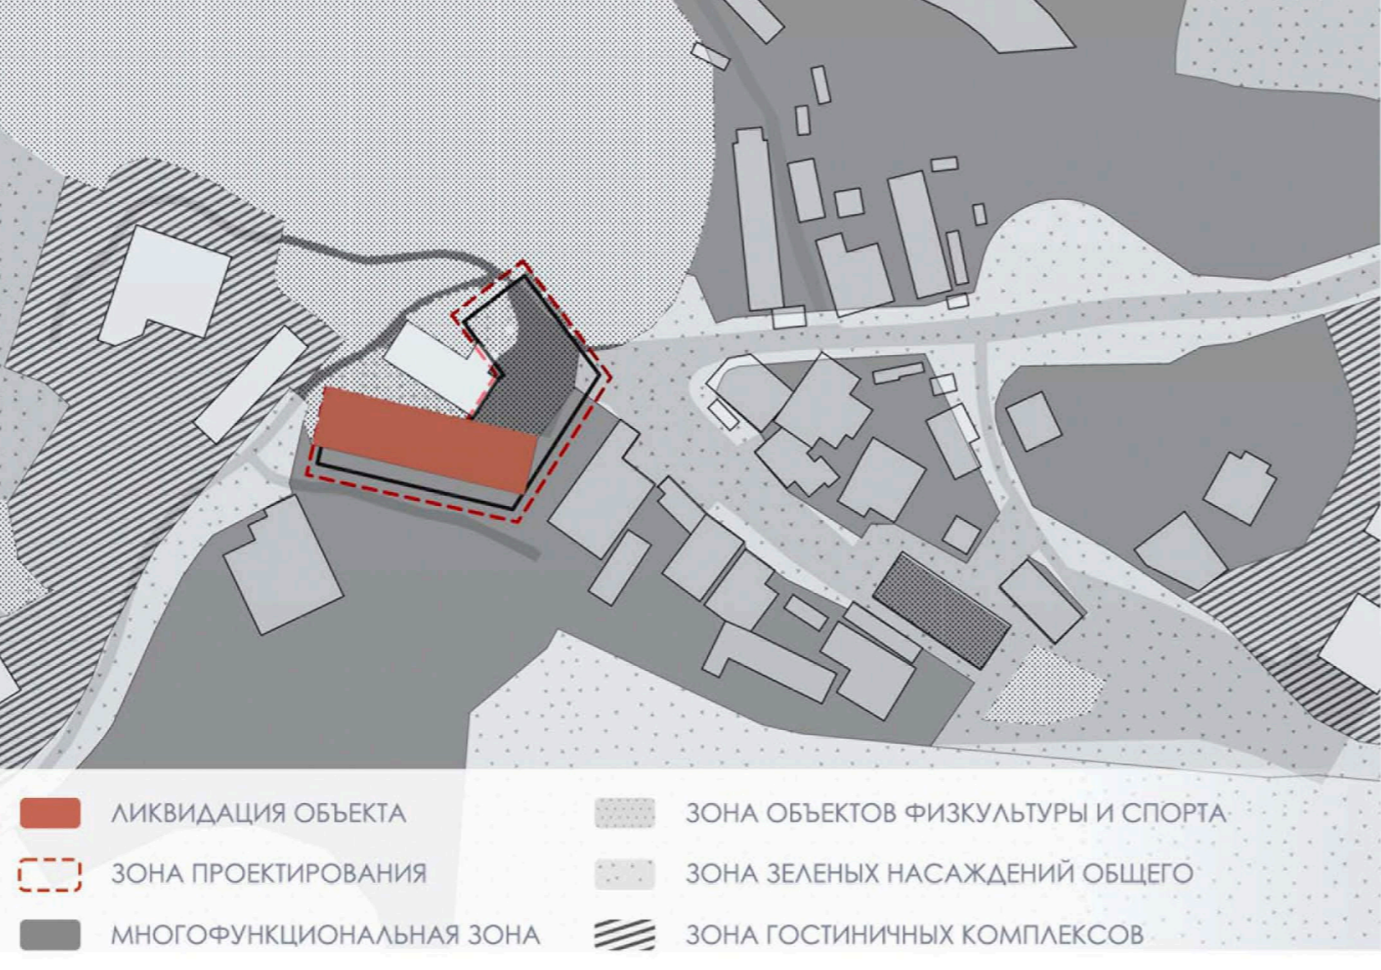 ЛИКВИДАЦИЯ ОБЪЕКТА
ЗОНА ПРОЕКТИРОВАНИЯ
МНОГОФУНКЦИОНАЛЬНАЯ ЗОНА
ЗОНА ОБЪЕКТОВ ФИЗКУЛЬТУРЫ И СПОРТА
ЗОНА ЗЕЛЕНЫХ НАСАЖДЕНИЙ ОБЩЕГО
ЗОНА ГОСТИНИЧНЫХ КОМПЛЕКСОВ